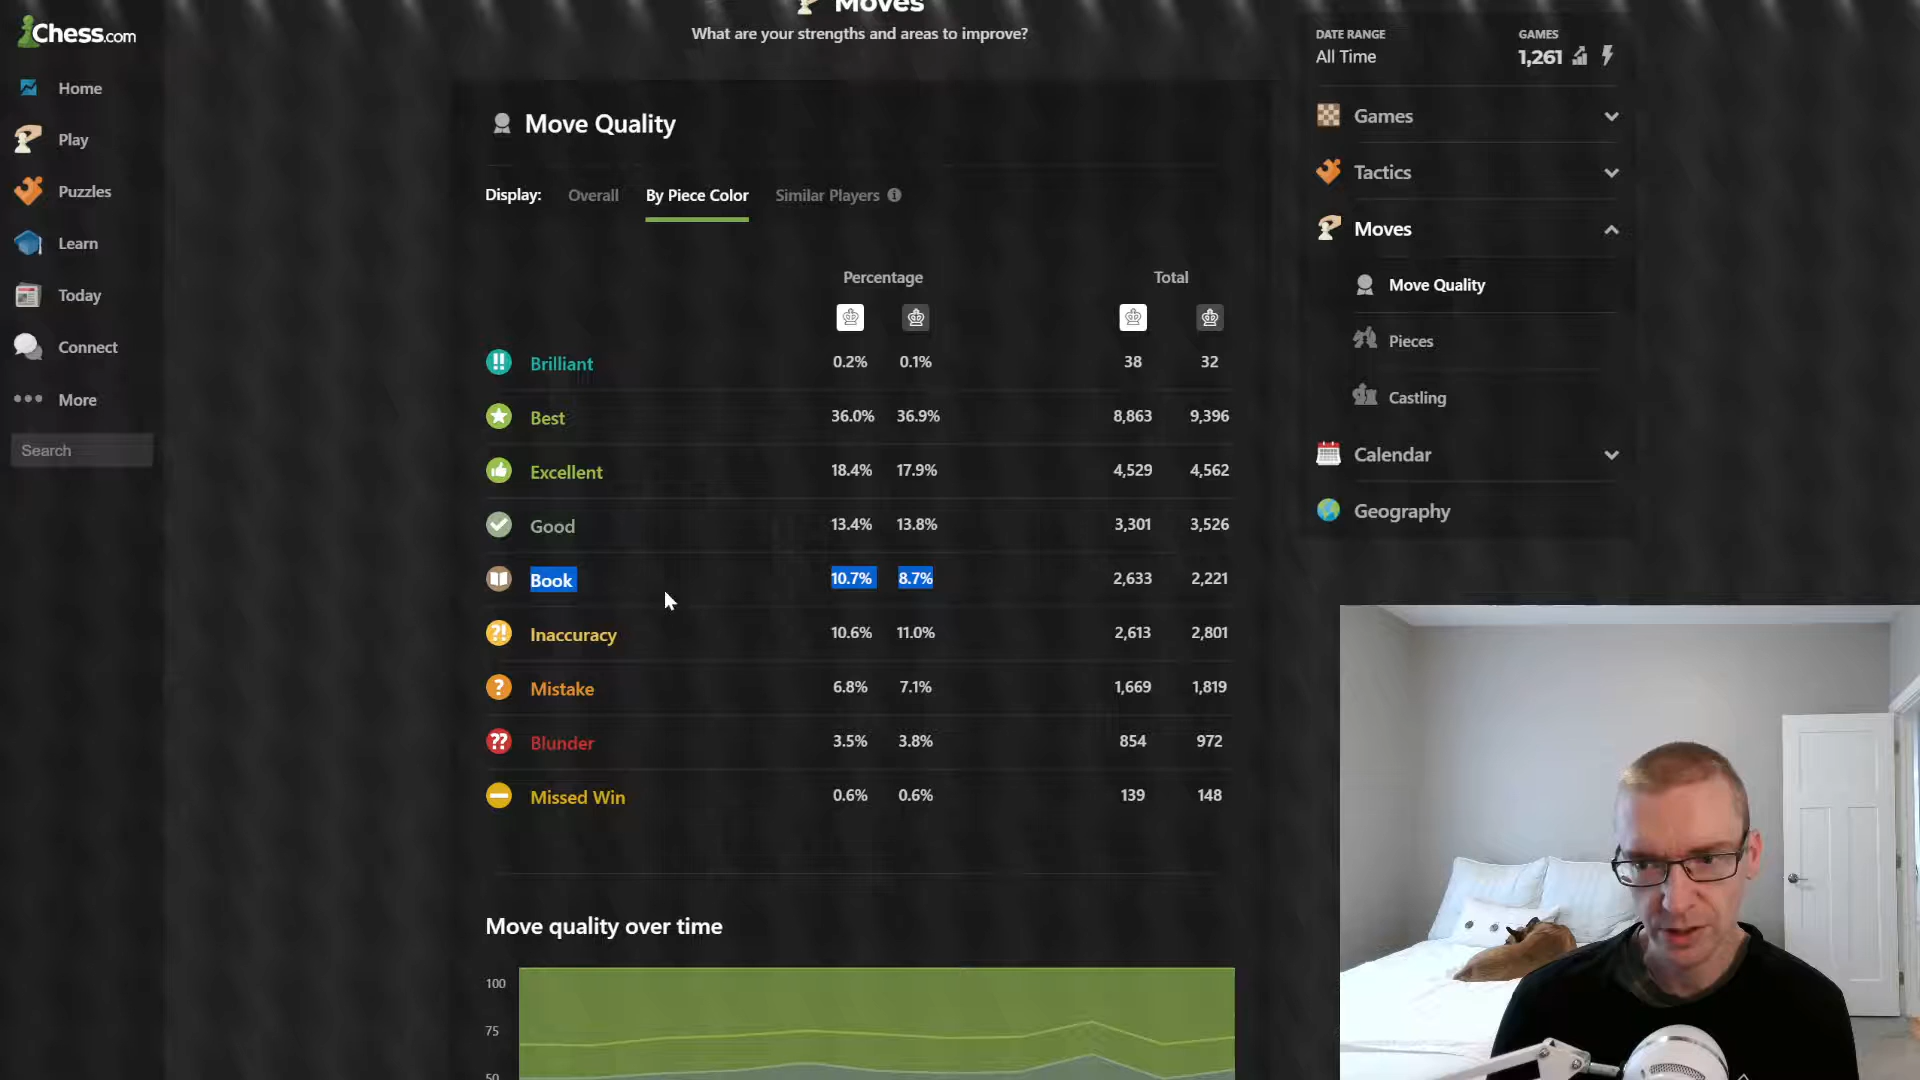 Chess.com
Home
Play
Puzzles
Learn
Today
Connect
More
Search
Moves
What are your strengths and areas to improve?
Move Quality
Display: Overall By Piece Color Similar Players
Percentage Total
Brilliant 0.2% 0.1% 38 32
Best 36.0% 36.9% 8,863 9,396
Excellent 18.4% 17.9% 4,529 4,562
Good 13.4% 13.8% 3,301 3,526
Book 10.7% 8.7% 2,633 2,221
?! Inaccuracy 10.6% 11.0% 2,613 2,801
? Mistake 6.8% 7.1% 1,669 1,819
?? Blunder 3.5% 3.8% 854 972
Missed Win 0.6% 0.6% 139 148
Move quality over time
100
75
50
DATE RANGE GAMES
All Time 1,261
Games
Tactics
Moves
Move Quality
Pieces
Castling
Calendar
Geography